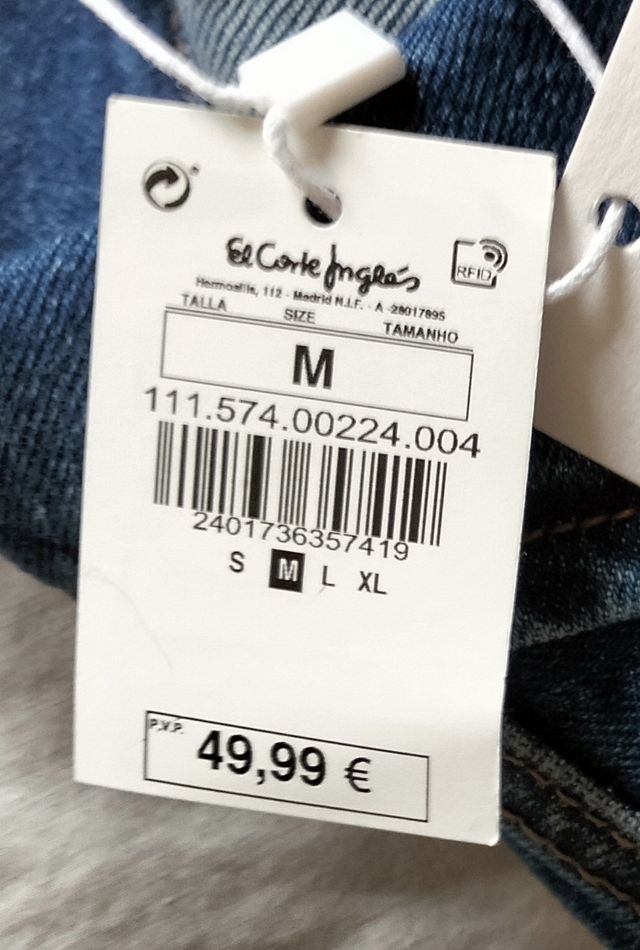 El Corte Inglés
RFID
Hermosilla, 112 - Madrid N.I.F. - A -28017895
TALLA SIZE TAMANHO
M
111.574.00224.004
2401736357419
S M L XL
P.V.P.
49,99 €